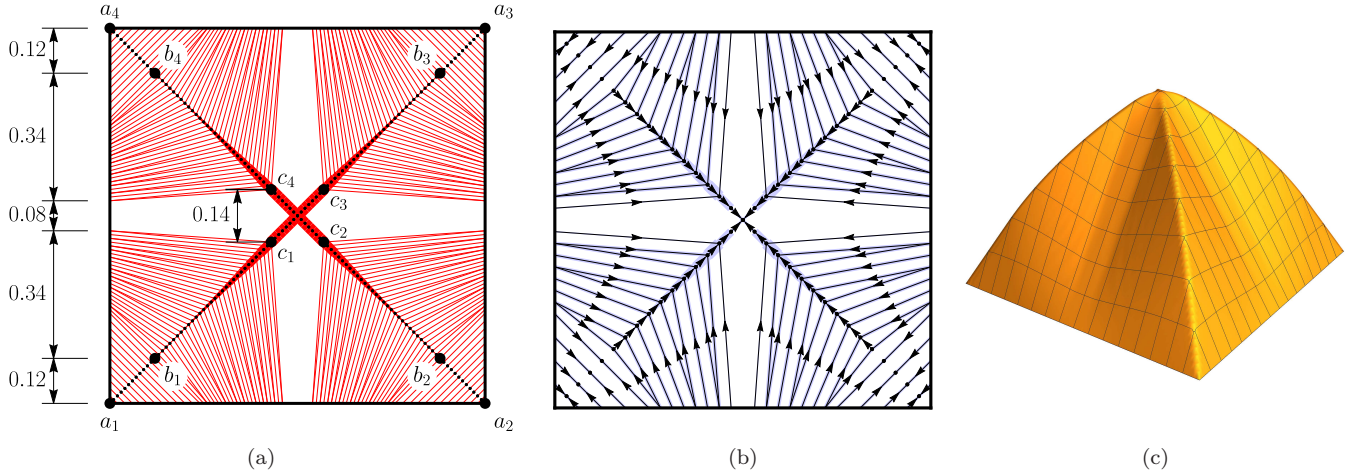 a₄ a₃
0.12
b₄ b₃
0.34
c₄
c₃
0.08 0.14
c₂
c₁
0.34
b₁ b₂
0.12
a₁ a₂
(a) (b) (c)